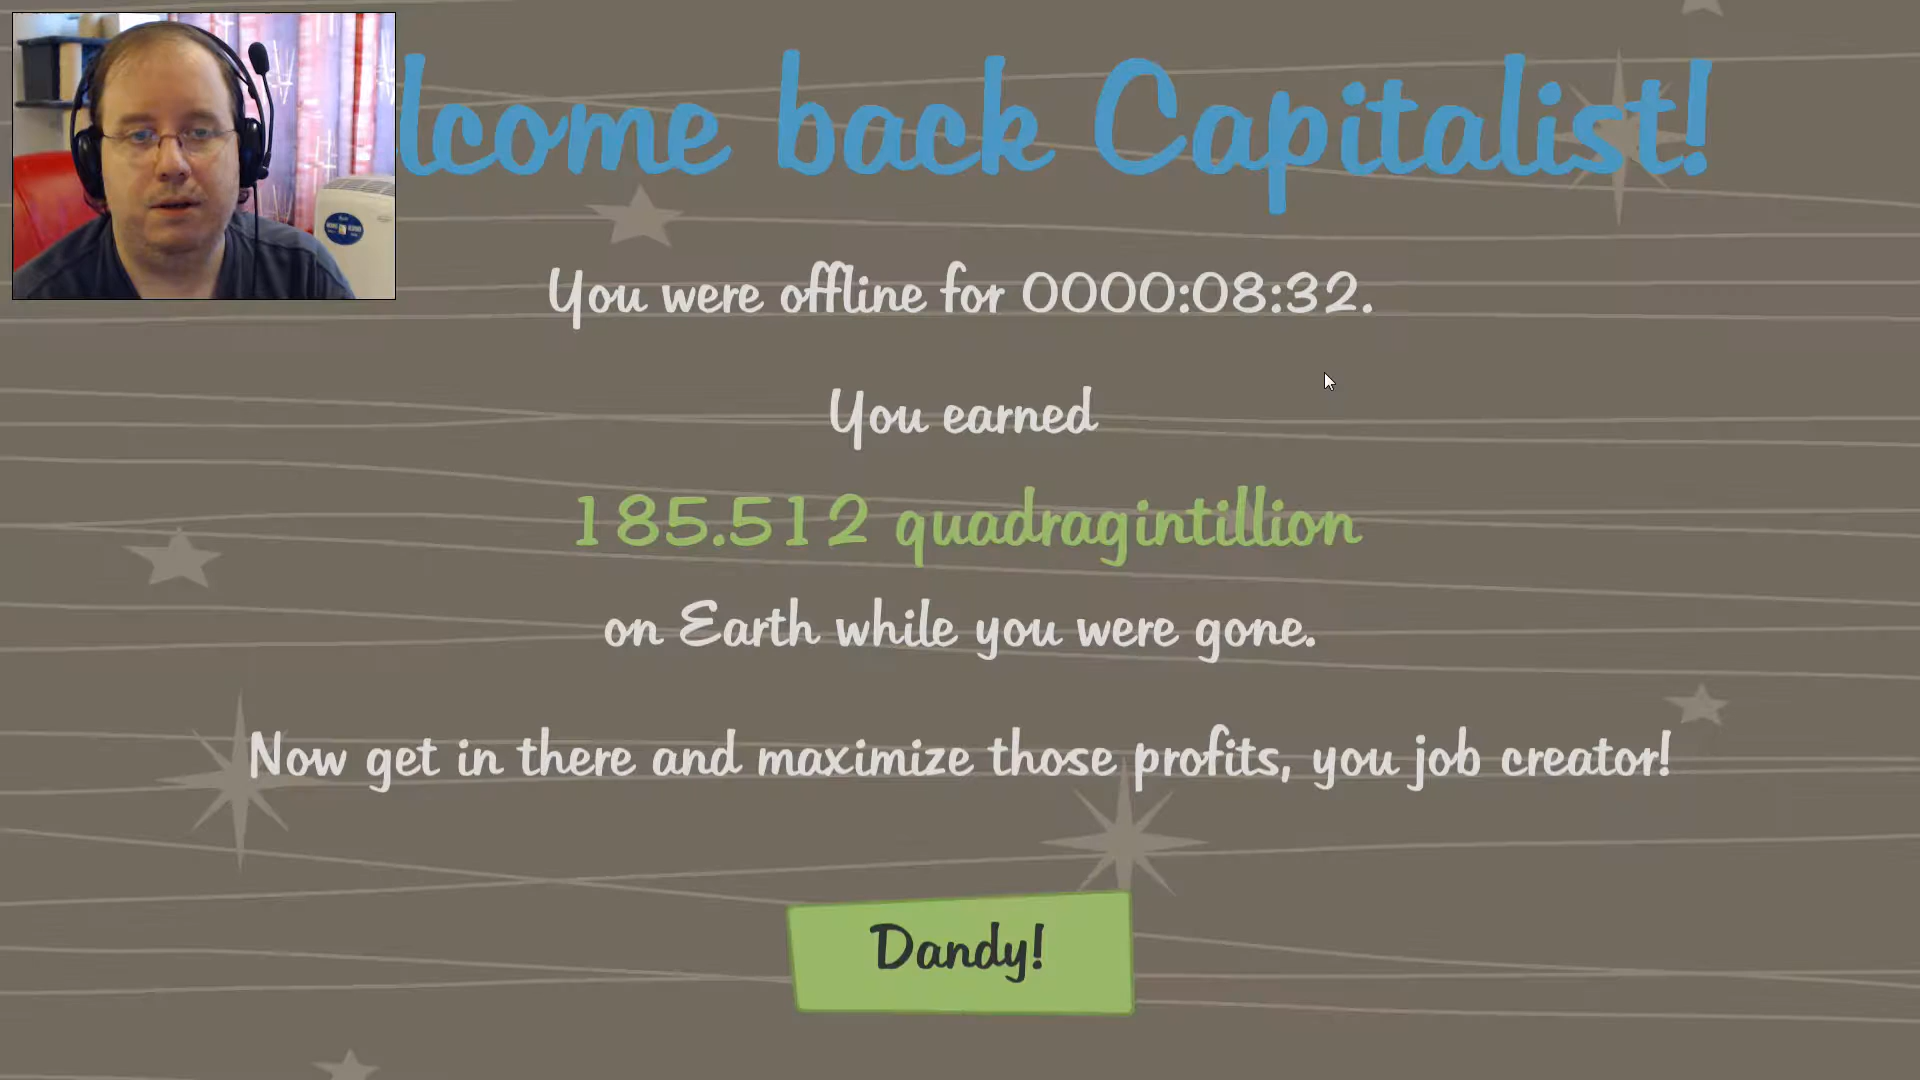 lcome back Capitalist!
You were offline for 0000:08:32.
You earned
185.512 quadragintillion
on Earth while you were gone.
Now get in there and maximize those profits, you job creator!
Dandy!